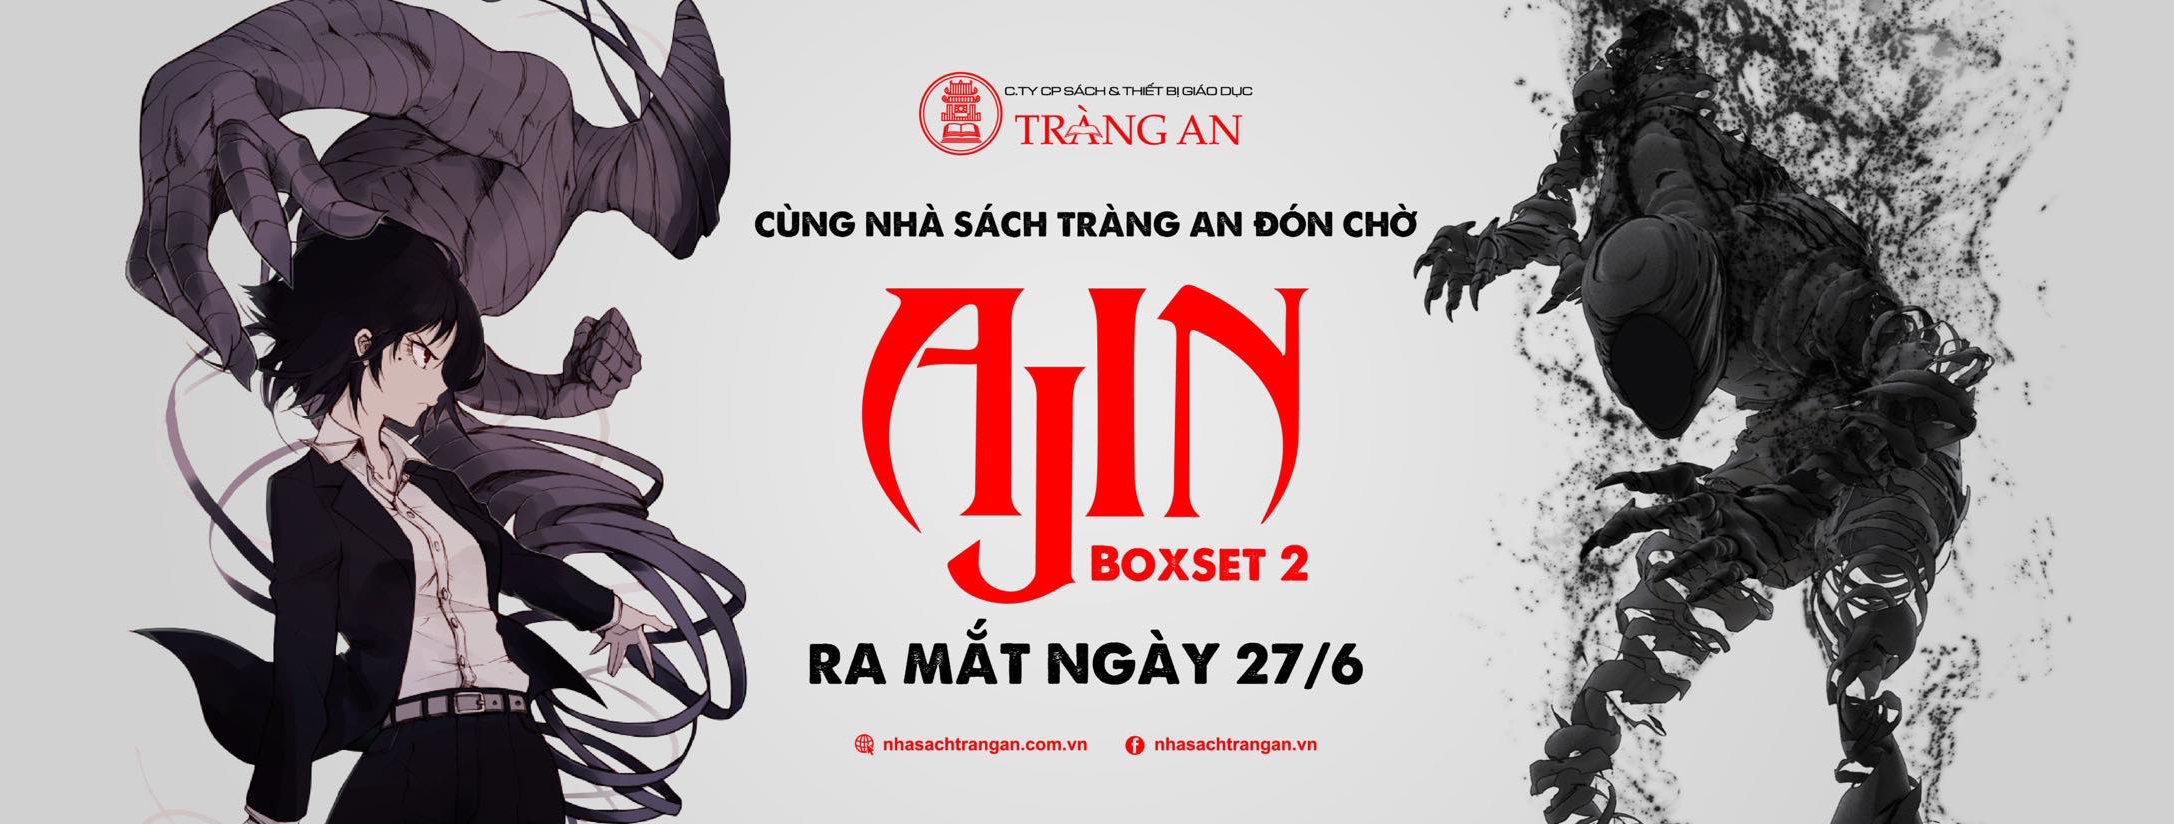 C.TY CP SÁCH & THIẾT BỊ GIÁO DỤC
TRÀNG AN
CÙNG NHÀ SÁCH TRÀNG AN ĐÓN CHỜ
AJIN
BOXSET 2
RA MẮT NGÀY 27/6
nhasachtrangan.com.vn
nhasachtrangan.vn